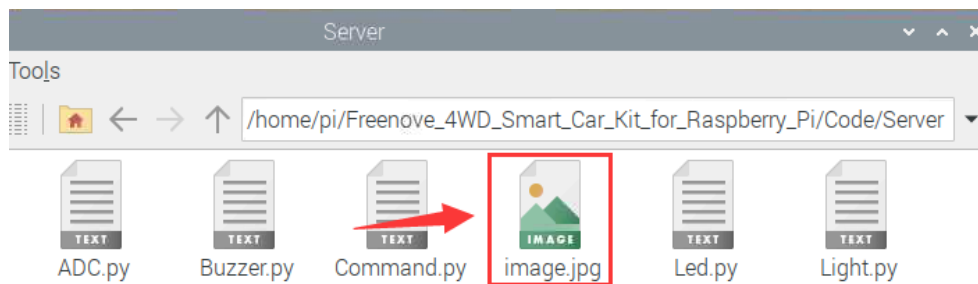 Server
Tools
/home/pi/Freenove_4WD_Smart_Car_Kit_for_Raspberry_Pi/Code/Server
TEXT TEXT TEXT IMAGE TEXT TEXT
ADC.py Buzzer.py Command.py image.jpg Led.py Light.py